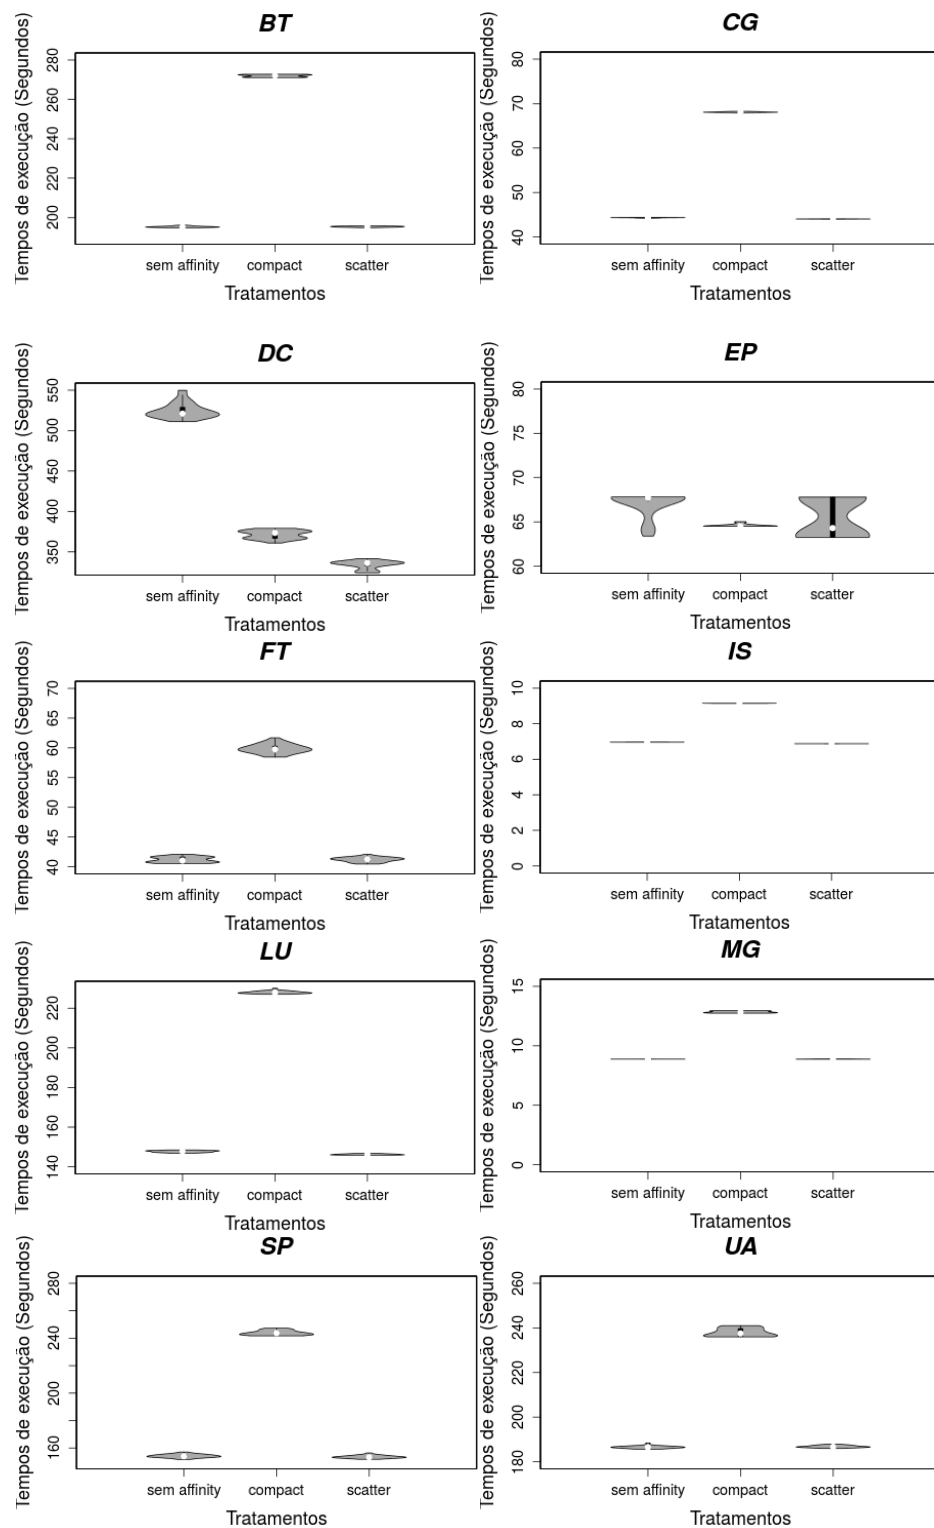 BT
Tempos de execução (Segundos)
280
260
240
220
200
sem affinity compact scatter
Tratamentos
CG
Tempos de execução (Segundos)
80
70
60
50
40
sem affinity compact scatter
Tratamentos
DC
Tempos de execução (Segundos)
550
500
450
400
350
sem affinity compact scatter
Tratamentos
EP
Tempos de execução (Segundos)
80
75
70
65
60
sem affinity compact scatter
Tratamentos
FT
Tempos de execução (Segundos)
70
65
60
55
50
45
40
sem affinity compact scatter
Tratamentos
IS
Tempos de execução (Segundos)
10
8
6
4
2
0
sem affinity compact scatter
Tratamentos
LU
Tempos de execução (Segundos)
220
200
180
160
140
sem affinity compact scatter
Tratamentos
MG
Tempos de execução (Segundos)
15
10
5
0
sem affinity compact scatter
Tratamentos
SP
Tempos de execução (Segundos)
280
240
200
160
sem affinity compact scatter
Tratamentos
UA
Tempos de execução (Segundos)
260
240
220
200
180
sem affinity compact scatter
Tratamentos